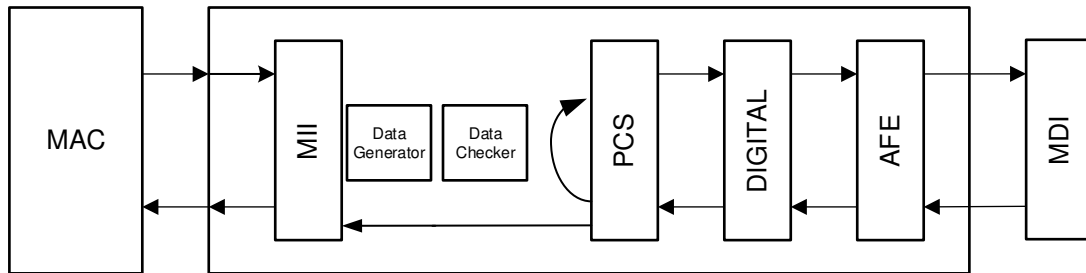 MAC
MII
Data
Generator
Data
Checker
PCS
DIGITAL
AFE
MDI